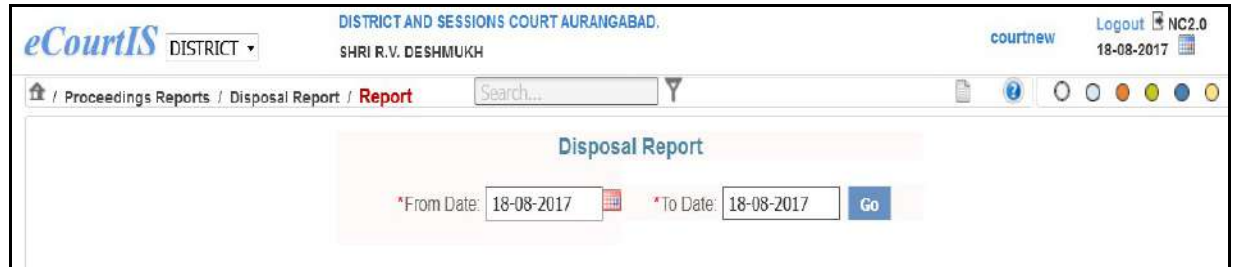 eCourtIS DISTRICT
DISTRICT AND SESSIONS COURT AURANGABAD.
SHRI R.V. DESHMUKH
courtnew
Logout NC2.0
18-08-2017
/ Proceedings Reports / Disposal Report / Report
Search...
Disposal Report
*From Date: 18-08-2017 *To Date: 18-08-2017 Go